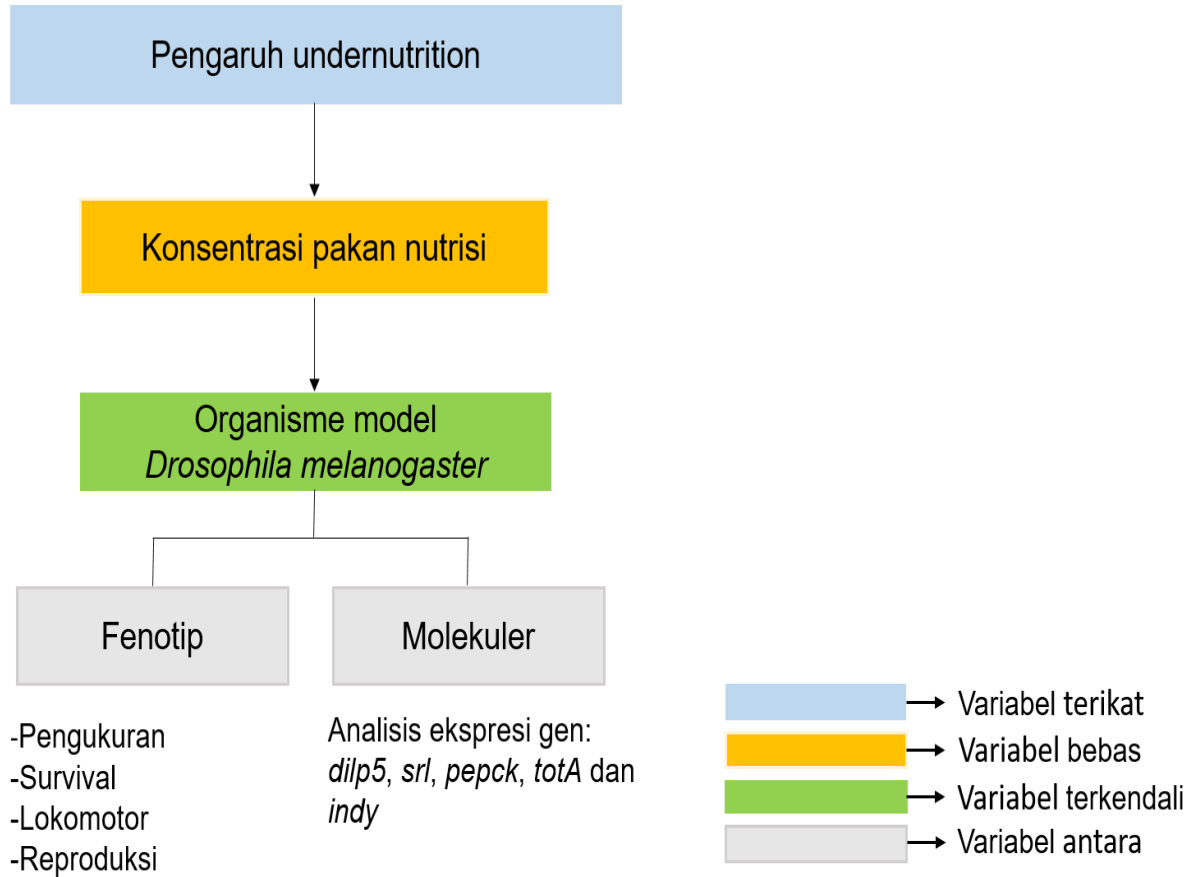 Pengaruh undernutrition
Konsentrasi pakan nutrisi
Organisme model
Drosophila melanogaster
Fenotip
Molekuler
-Pengukuran
-Survival
-Lokomotor
-Reproduksi
Analisis ekspresi gen:
dilp5, srl, pepck, totA dan
indy
Variabel terikat
Variabel bebas
Variabel terkendali
Variabel antara